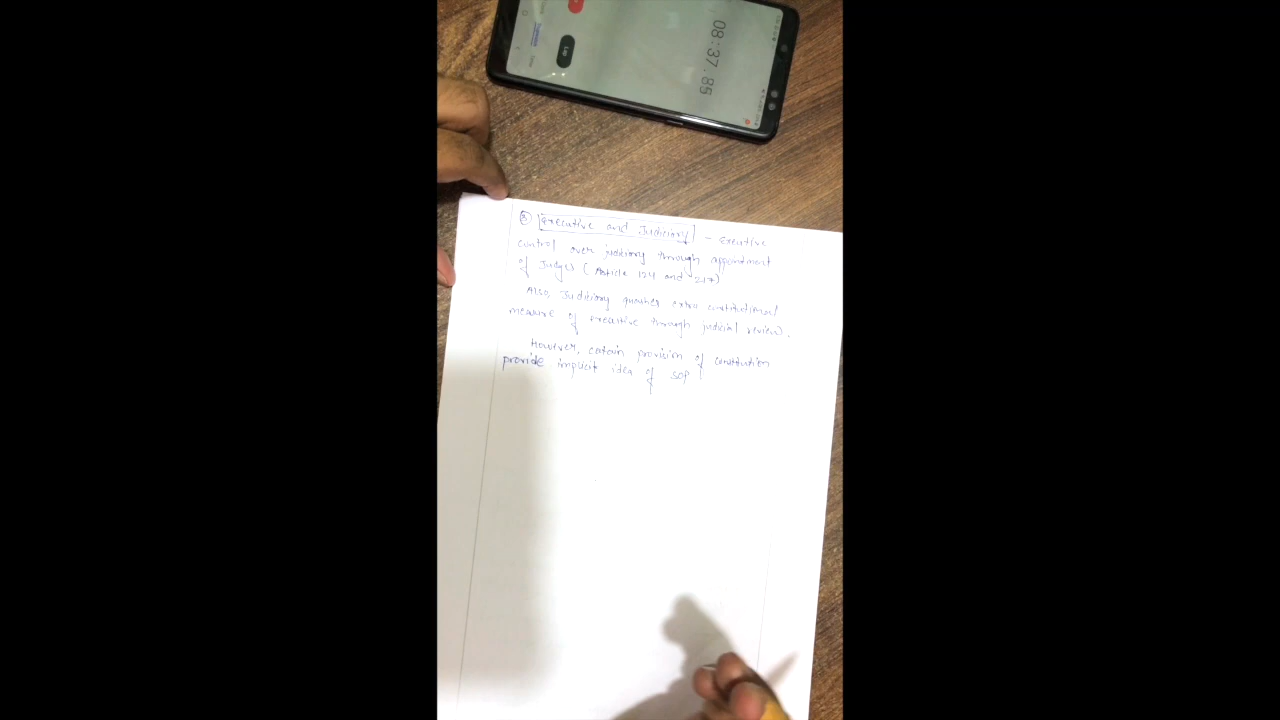 08:37.85
Lap
③ Executive and Judiciary - Executive
control over judiciary through appointment
of Judges (Article 124 and 217)
Also, Judiciary quashes extra constitutional
measure of executive through judicial review.
However, certain provision of constitution
provide implicit idea of SOP